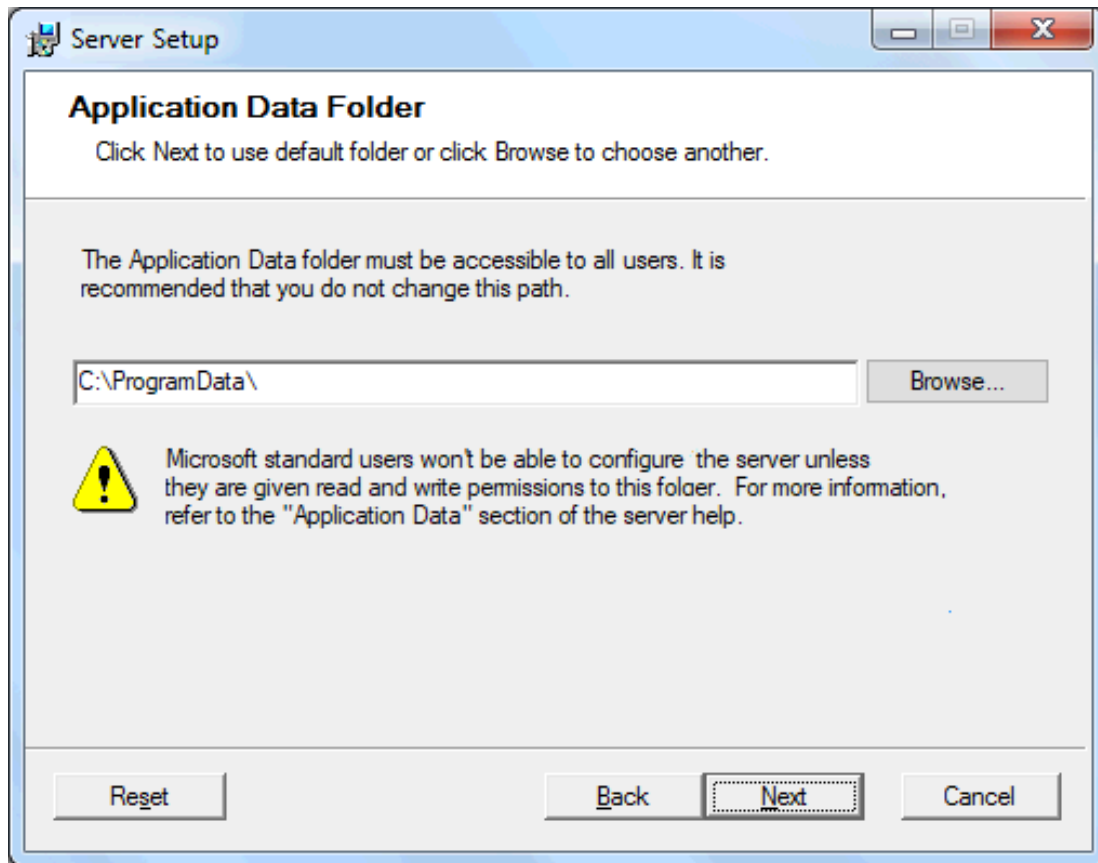 Server Setup
Application Data Folder
Click Next to use default folder or click Browse to choose another.
The Application Data folder must be accessible to all users. It is
recommended that you do not change this path.
C:\ProgramData\
Browse...
Microsoft standard users won't be able to configure the server unless
they are given read and write permissions to this folder. For more information,
refer to the "Application Data" section of the server help.
Reset
Back
Next
Cancel